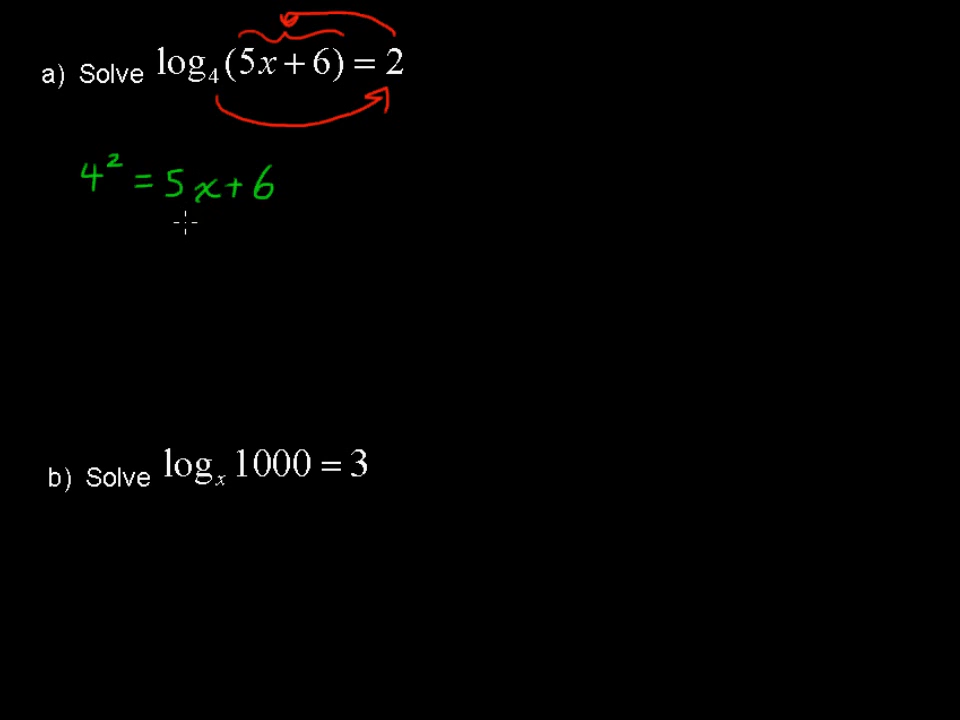 a) Solve log₄(5x + 6) = 2
4² = 5x + 6
b) Solve logₓ 1000 = 3